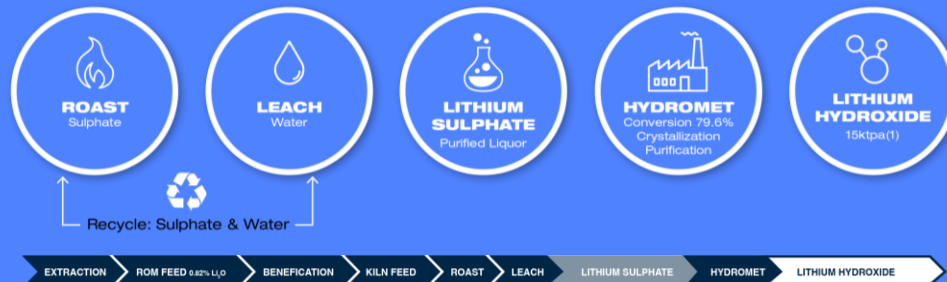 ROAST
Sulphate
LEACH
Water
LITHIUM
SULPHATE
Purified Liquor
HYDROMET
Conversion 79.6%
Crystallization
Purification
LITHIUM
HYDROXIDE
15ktpa(1)
Recycle: Sulphate & Water
EXTRACTION
ROM FEED 0.82% Li₂O
BENEFICATION
KILN FEED
ROAST
LEACH
LITHIUM SULPHATE
HYDROMET
LITHIUM HYDROXIDE